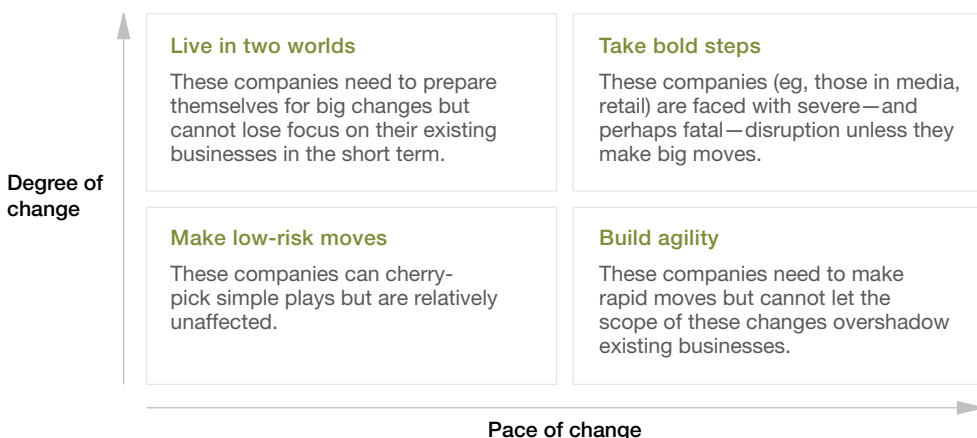 Live in two worlds
These companies need to prepare
themselves for big changes but
cannot lose focus on their existing
businesses in the short term.
Take bold steps
These companies (eg, those in media,
retail) are faced with severe—and
perhaps fatal—disruption unless they
make big moves.
Degree of
change
Make low-risk moves
These companies can cherry-
pick simple plays but are relatively
unaffected.
Build agility
These companies need to make
rapid moves but cannot let the
scope of these changes overshadow
existing businesses.
Pace of change